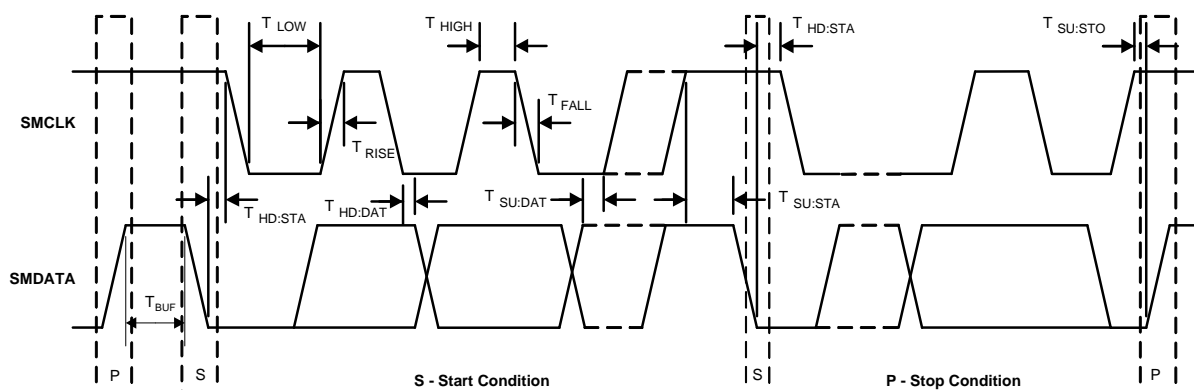 T LOW
T HIGH
T HD:STA
T SU:STO
SMCLK
T FALL
T RISE
T HD:STA
T HD:DAT
T SU:DAT
T SU:STA
SMDATA
T BUF
P
S
S - Start Condition
S
P - Stop Condition
P